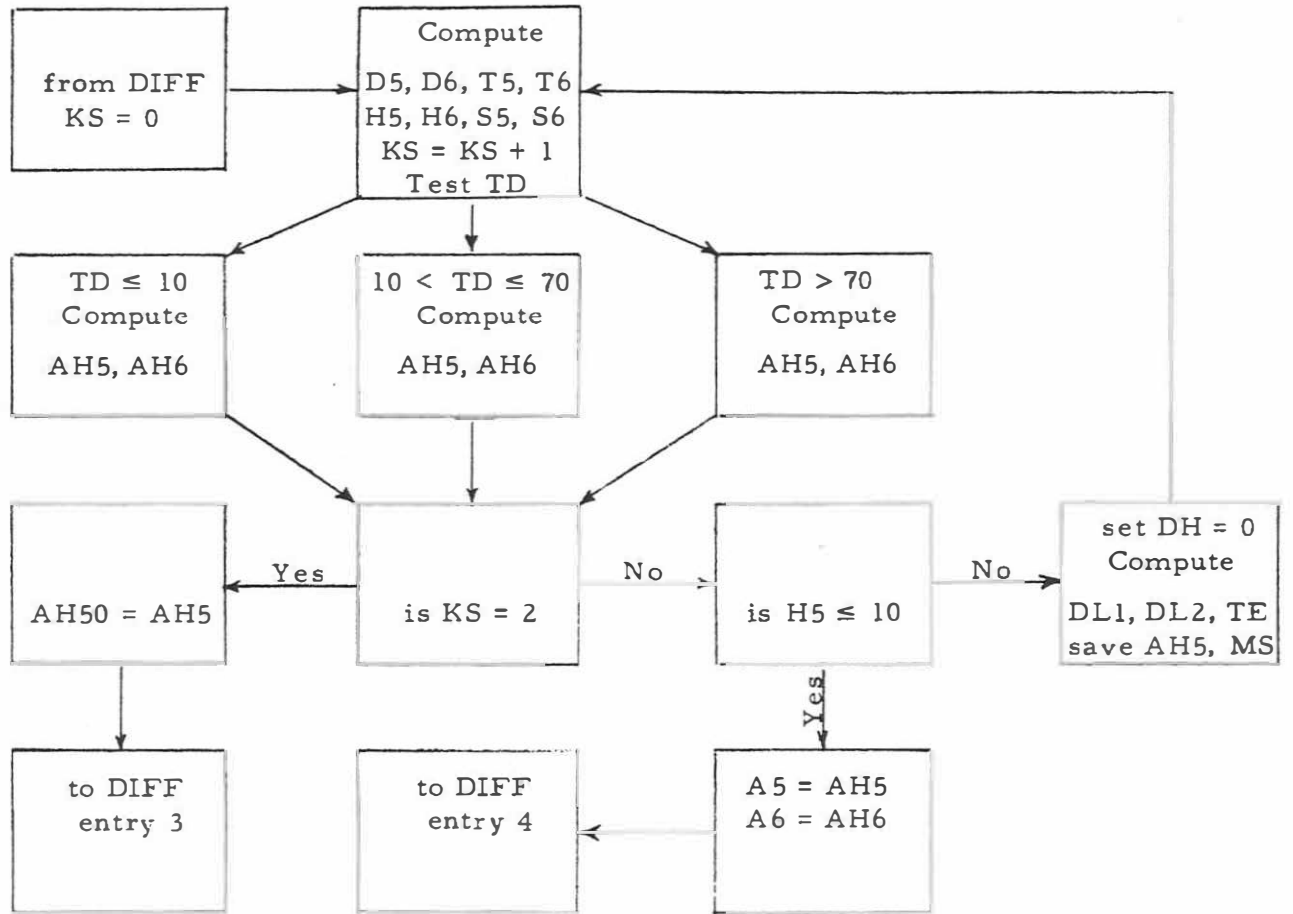 from DIFF
KS = 0
Compute
D5, D6, T5, T6
H5, H6, S5, S6
KS = KS + 1
Test TD
TD ≤ 10
Compute
AH5, AH6
10 < TD ≤ 70
Compute
AH5, AH6
TD > 70
Compute
AH5, AH6
AH50 = AH5
Yes
is KS = 2
No
is H5 ≤ 10
No
set DH = 0
Compute
DL1, DL2, TE
save AH5, MS
Yes
to DIFF
entry 3
to DIFF
entry 4
A5 = AH5
A6 = AH6